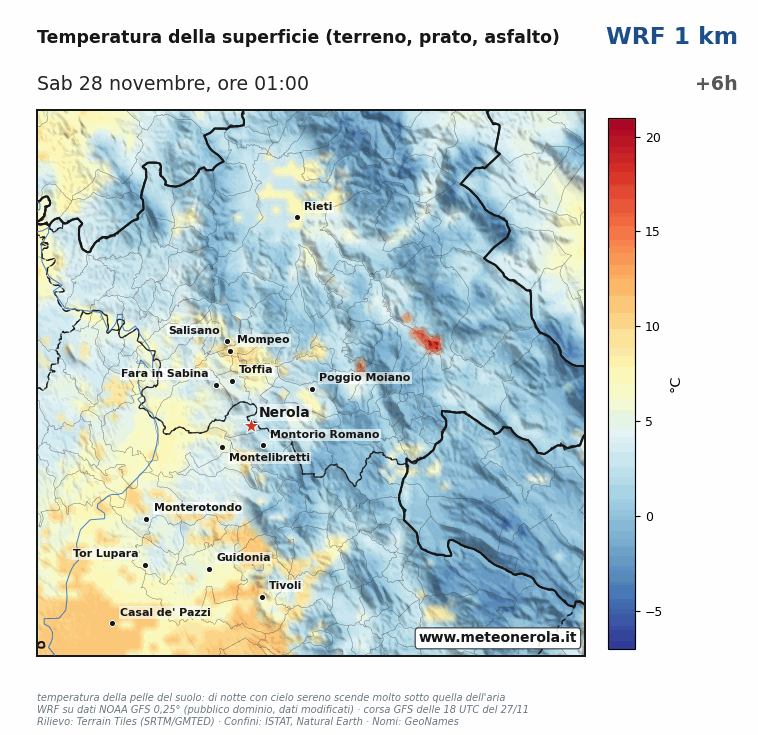 Temperatura della superficie (terreno, prato, asfalto)
WRF 1 km
Sab 28 novembre, ore 01:00
+6h
20
15
10
5
0
−5
°C
Rieti
Salisano
Mompeo
Fara in Sabina
Toffia
Poggio Moiano
Nerola
Montorio Romano
Montelibretti
Monterotondo
Tor Lupara
Guidonia
Tivoli
Casal de' Pazzi
www.meteonerola.it
temperatura della pelle del suolo: di notte con cielo sereno scende molto sotto quella dell'aria
WRF su dati NOAA GFS 0,25° (pubblico dominio, dati modificati) · corsa GFS delle 18 UTC del 27/11
Rilievo: Terrain Tiles (SRTM/GMTED) · Confini: ISTAT, Natural Earth · Nomi: GeoNames